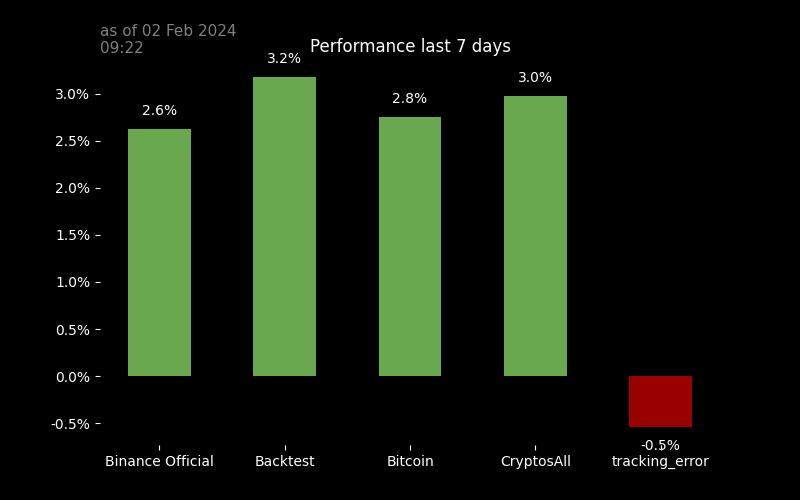 as of 02 Feb 2024
09:22
Performance last 7 days
3.0%
2.5%
2.0%
1.5%
1.0%
0.5%
0.0%
-0.5%
2.6%
3.2%
2.8%
3.0%
-0.5%
Binance Official
Backtest
Bitcoin
CryptosAll
tracking_error